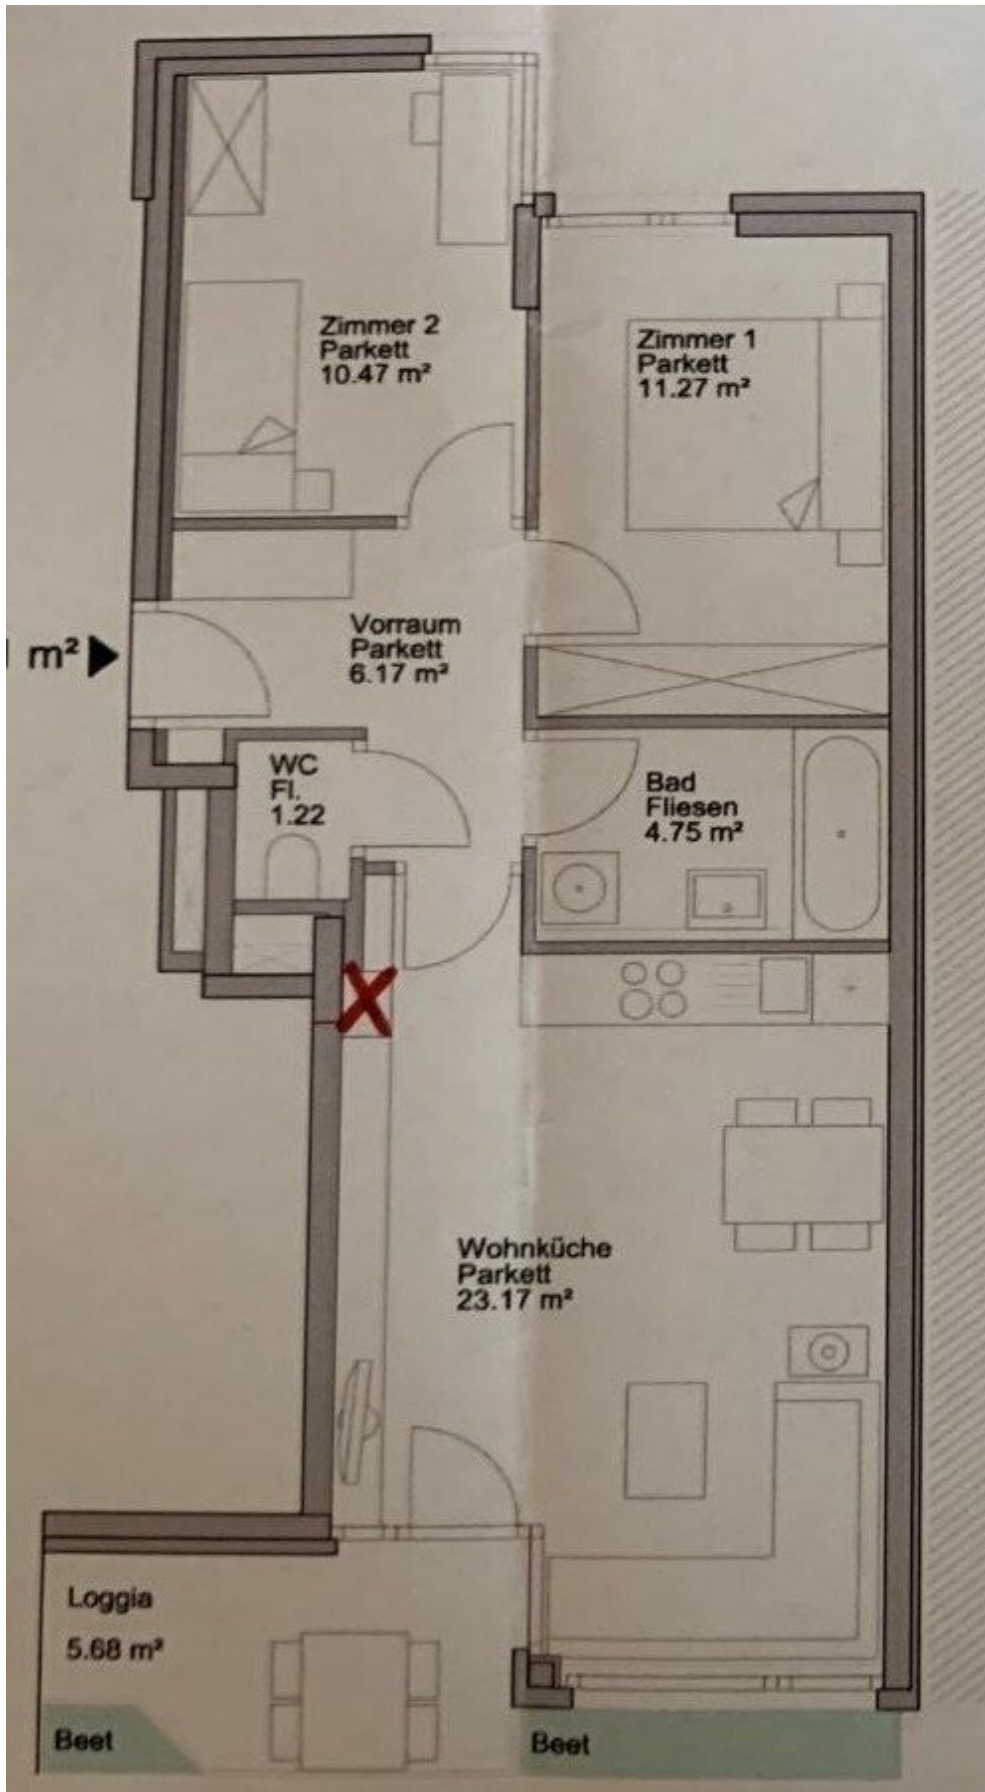 Zimmer 2
Parkett
10.47 m²
Zimmer 1
Parkett
11.27 m²
Vorraum
Parkett
6.17 m²
m²
WC
Fl.
1.22
Bad
Fliesen
4.75 m²
Wohnküche
Parkett
23.17 m²
Loggia
5.68 m²
Beet
Beet